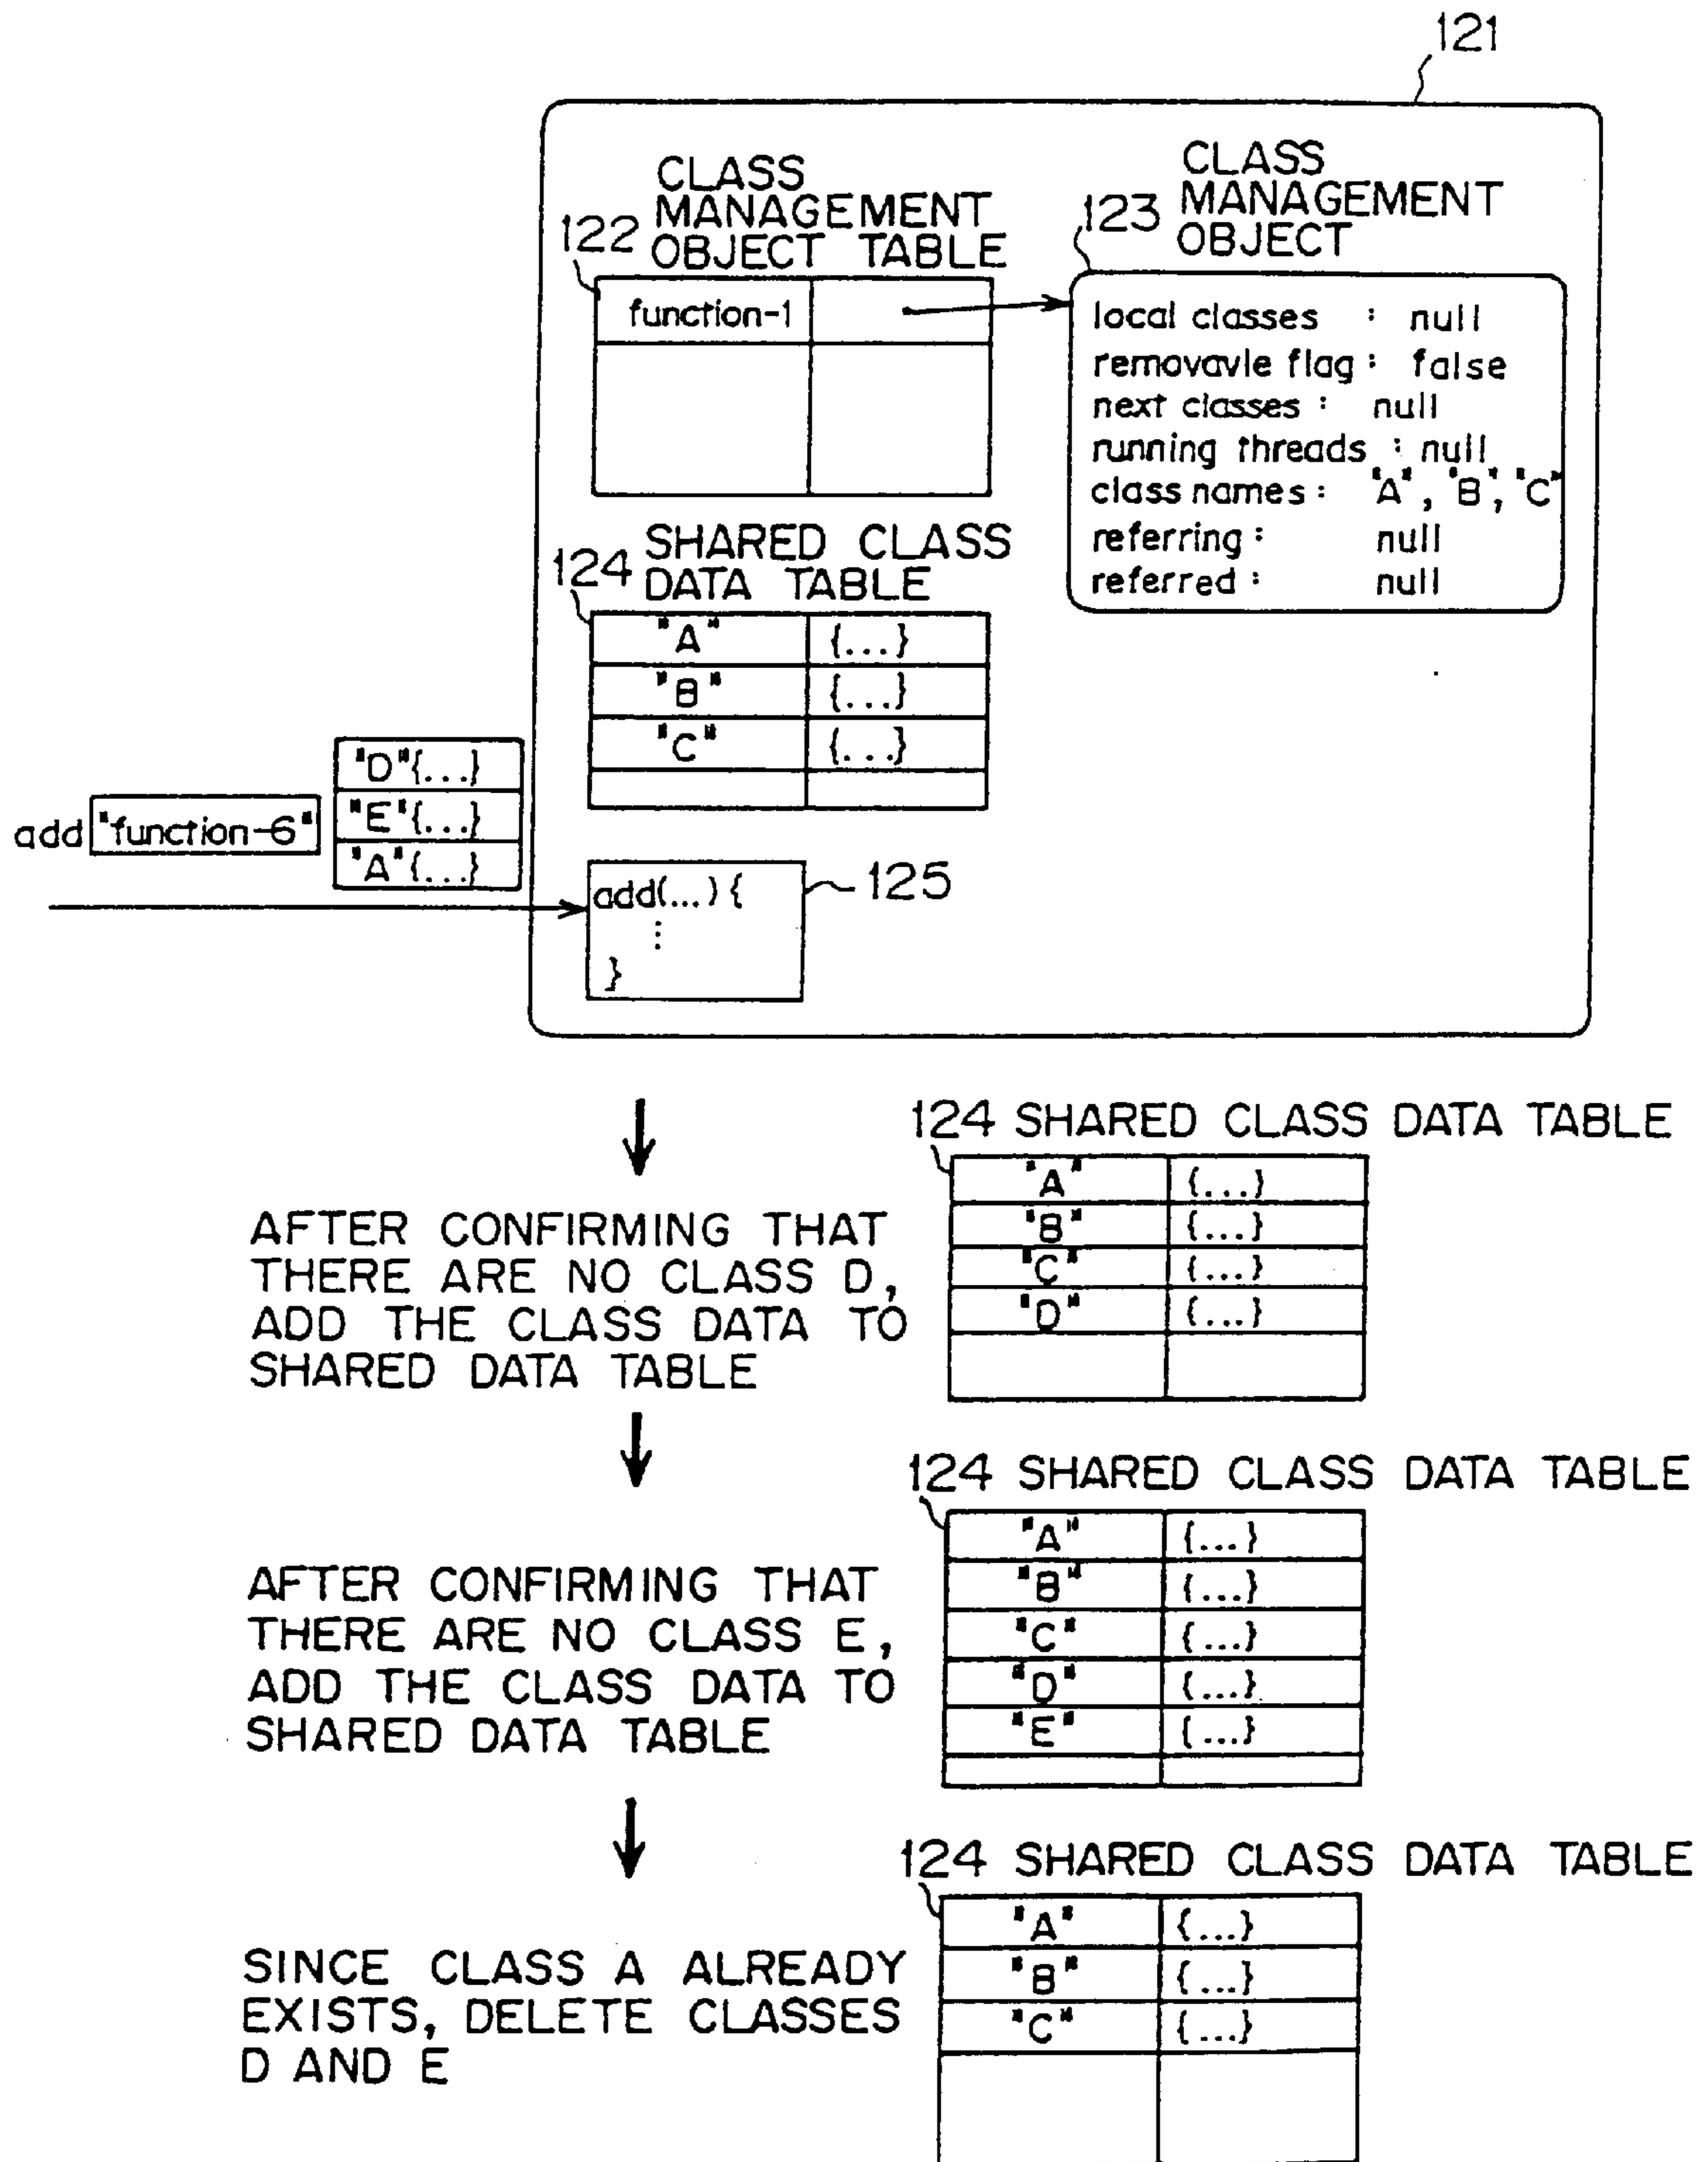 121
CLASS
MANAGEMENT
OBJECT TABLE
122
function-1
CLASS
MANAGEMENT
OBJECT
123
local classes : null
removavle flag : false
next classes : null
running threads : null
class names : "A", "B", "C"
referring : null
referred : null
SHARED CLASS
DATA TABLE
124
"A" {...}
"B" {...}
"C" {...}
add "function-6"
"D"{...}
"E"{...}
"A"{...}
add(...) {
⋮
}
125
AFTER CONFIRMING THAT
THERE ARE NO CLASS D,
ADD THE CLASS DATA TO
SHARED DATA TABLE
124 SHARED CLASS DATA TABLE
"A" {...}
"B" {...}
"C" {...}
"D" {...}
AFTER CONFIRMING THAT
THERE ARE NO CLASS E,
ADD THE CLASS DATA TO
SHARED DATA TABLE
124 SHARED CLASS DATA TABLE
"A" {...}
"B" {...}
"C" {...}
"D" {...}
"E" {...}
SINCE CLASS A ALREADY
EXISTS, DELETE CLASSES
D AND E
124 SHARED CLASS DATA TABLE
"A" {...}
"B" {...}
"C" {...}